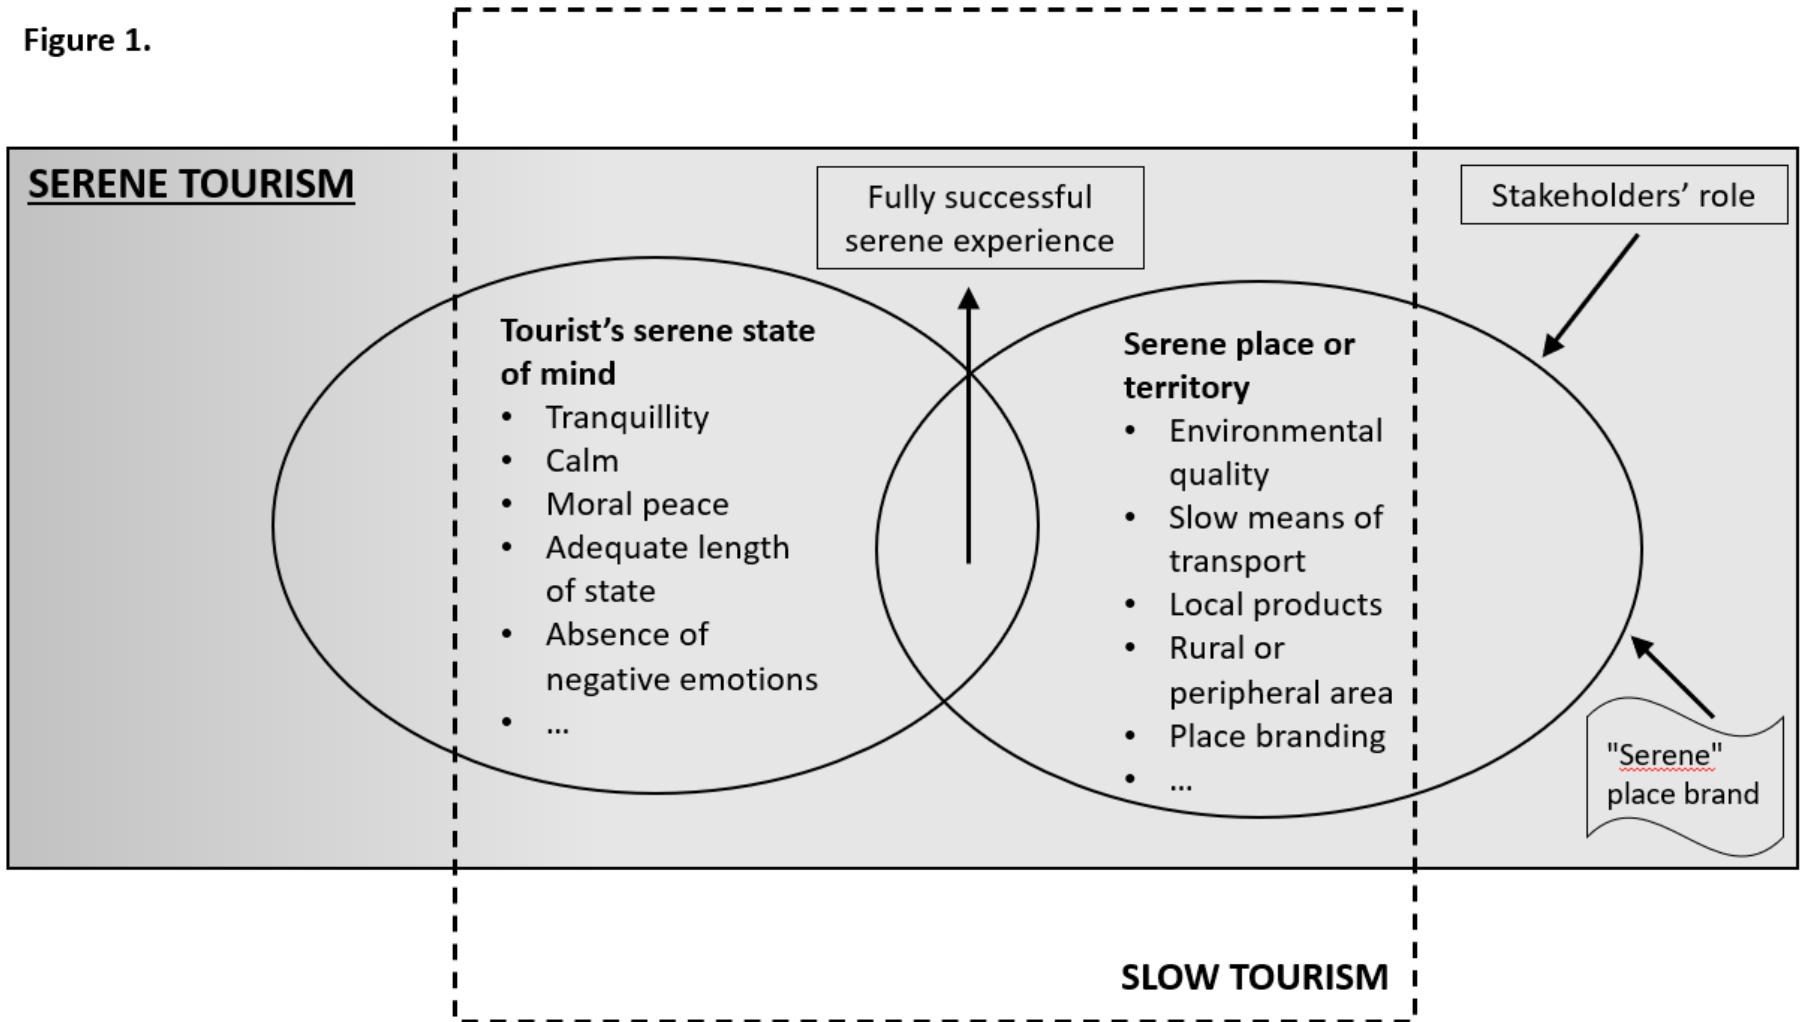 Figure 1.
SERENE TOURISM
Fully successful
serene experience
Stakeholders’ role
Tourist’s serene state
of mind
• Tranquillity
• Calm
• Moral peace
• Adequate length
of state
• Absence of
negative emotions
• ...
Serene place or
territory
• Environmental
quality
• Slow means of
transport
• Local products
• Rural or
peripheral area
• Place branding
• ...
"Serene"
place brand
SLOW TOURISM